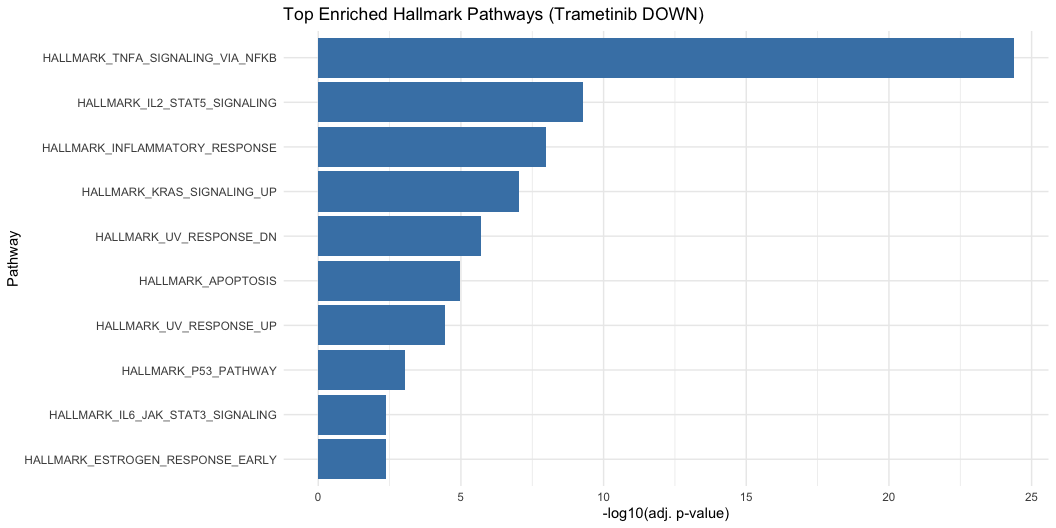 Top Enriched Hallmark Pathways (Trametinib DOWN)
HALLMARK_TNFA_SIGNALING_VIA_NFKB
HALLMARK_IL2_STAT5_SIGNALING
HALLMARK_INFLAMMATORY_RESPONSE
HALLMARK_KRAS_SIGNALING_UP
HALLMARK_UV_RESPONSE_DN
HALLMARK_APOPTOSIS
HALLMARK_UV_RESPONSE_UP
HALLMARK_P53_PATHWAY
HALLMARK_IL6_JAK_STAT3_SIGNALING
HALLMARK_ESTROGEN_RESPONSE_EARLY
Pathway
0 5 10 15 20 25
-log10(adj. p-value)